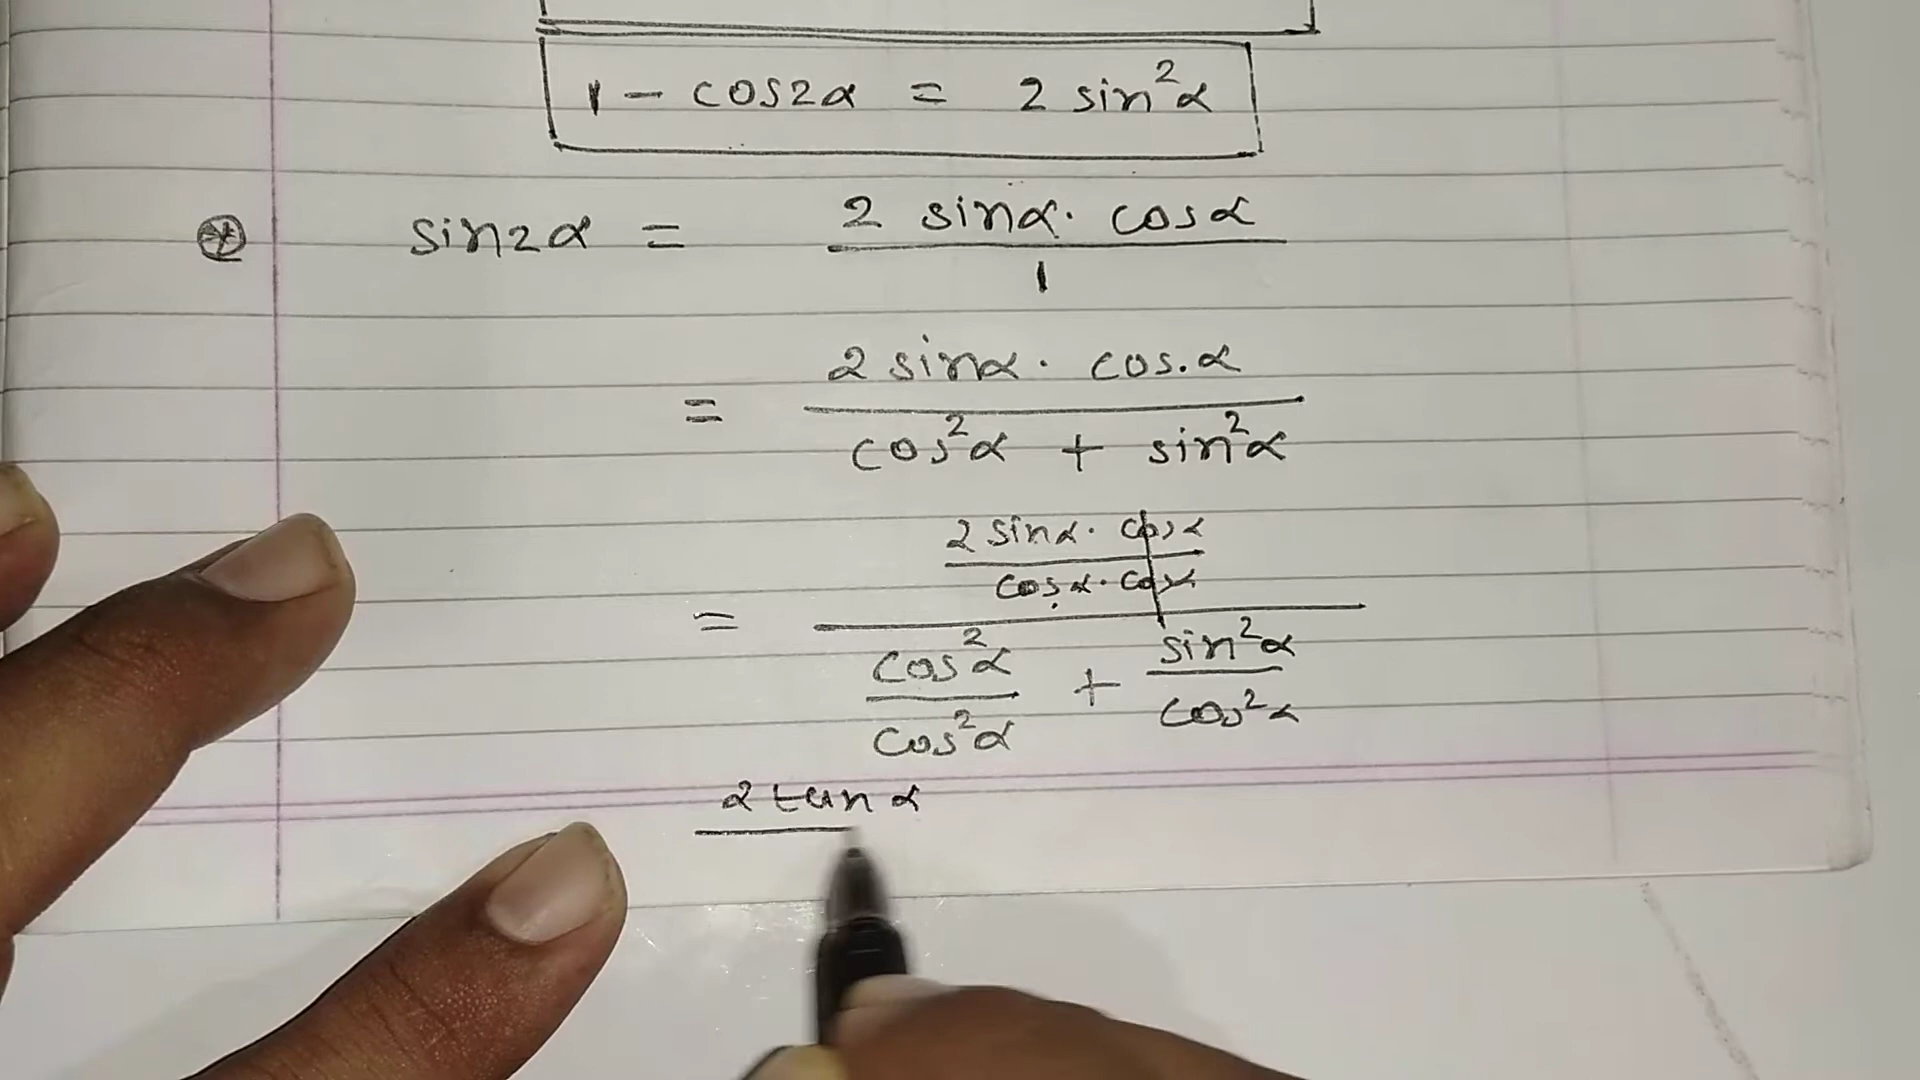 1 - cos2α = 2 sin²α
⊛ sin2α = 2 sinα · cosα / 1
= 2 sinα · cos.α / cos²α + sin²α
= 2 sinα · cosα / cosα · cosα
cos²α / cos²α + sin²α / cos²α
2 tan α